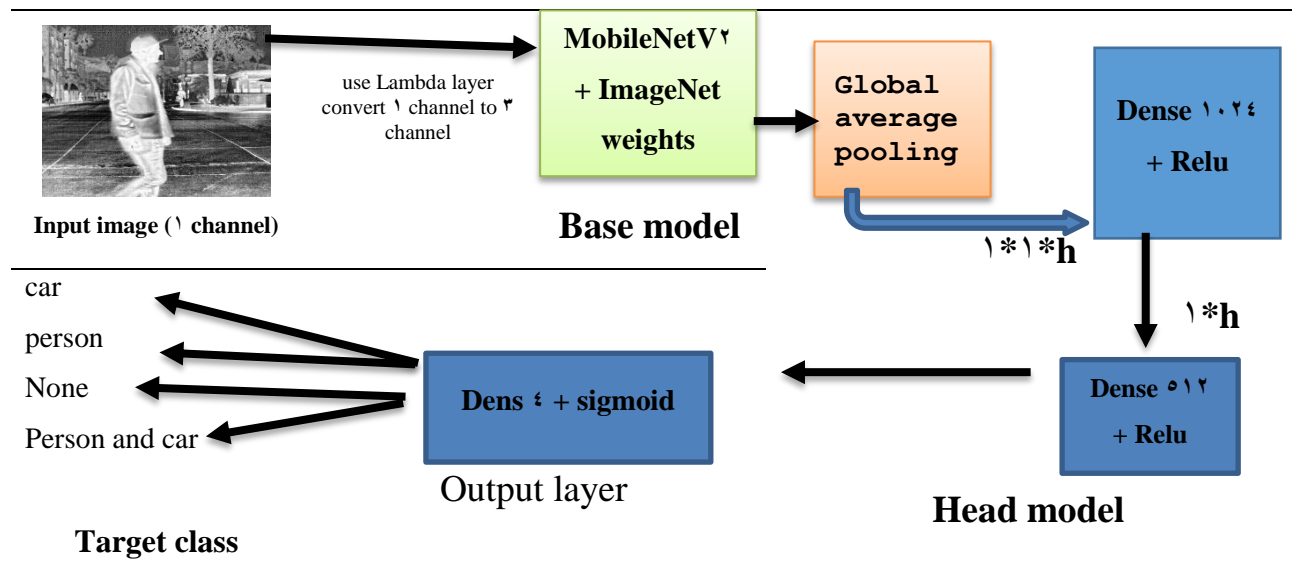 use Lambda layer
convert ١ channel to ٣
channel
Input image (١ channel)
MobileNetV٢
+ ImageNet
weights
Base model
Global
average
pooling
١*١*h
Dense ١٠٢٤
+ Relu
١*h
Dense ٥١٢
+ Relu
Head model
Dens ٤ + sigmoid
Output layer
car
person
None
Person and car
Target class